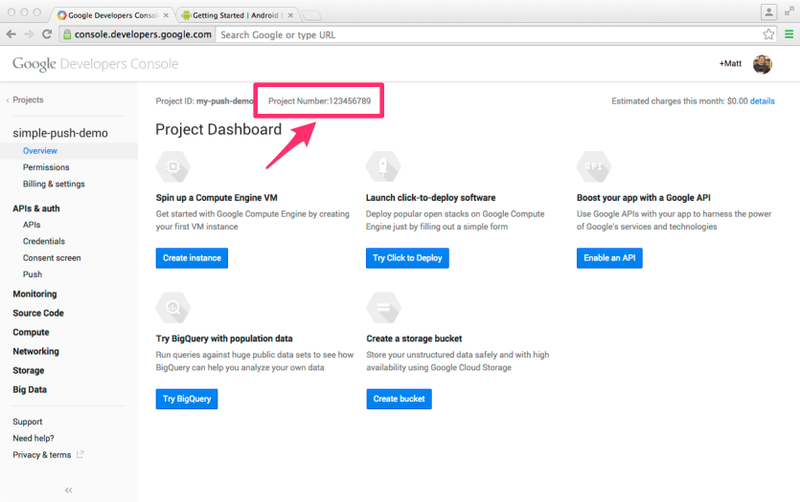 Google Developers Console
Getting Started | Android
console.developers.google.com
Search Google or type URL
Google Developers Console
+Matt
Projects
Project ID: my-push-demo
Project Number:123456789
Estimated charges this month: $0.00 details
simple-push-demo
Overview
Permissions
Billing & settings
APIs & auth
APIs
Credentials
Consent screen
Push
Monitoring
Source Code
Compute
Networking
Storage
Big Data
Support
Need help?
Privacy & terms
Project Dashboard
Spin up a Compute Engine VM
Get started with Google Compute Engine by creating
your first VM instance
Create instance
Launch click-to-deploy software
Deploy popular open stacks on Google Compute
Engine just by filling out a simple form
Try Click to Deploy
API
Boost your app with a Google API
Use Google APIs with your app to harness the power
of Google's services and technologies
Enable an API
Try BigQuery with population data
Run queries against huge public data sets to see how
BigQuery can help you analyze your own data
Try BigQuery
Create a storage bucket
Store your unstructured data safely and with high
availability using Google Cloud Storage
Create bucket